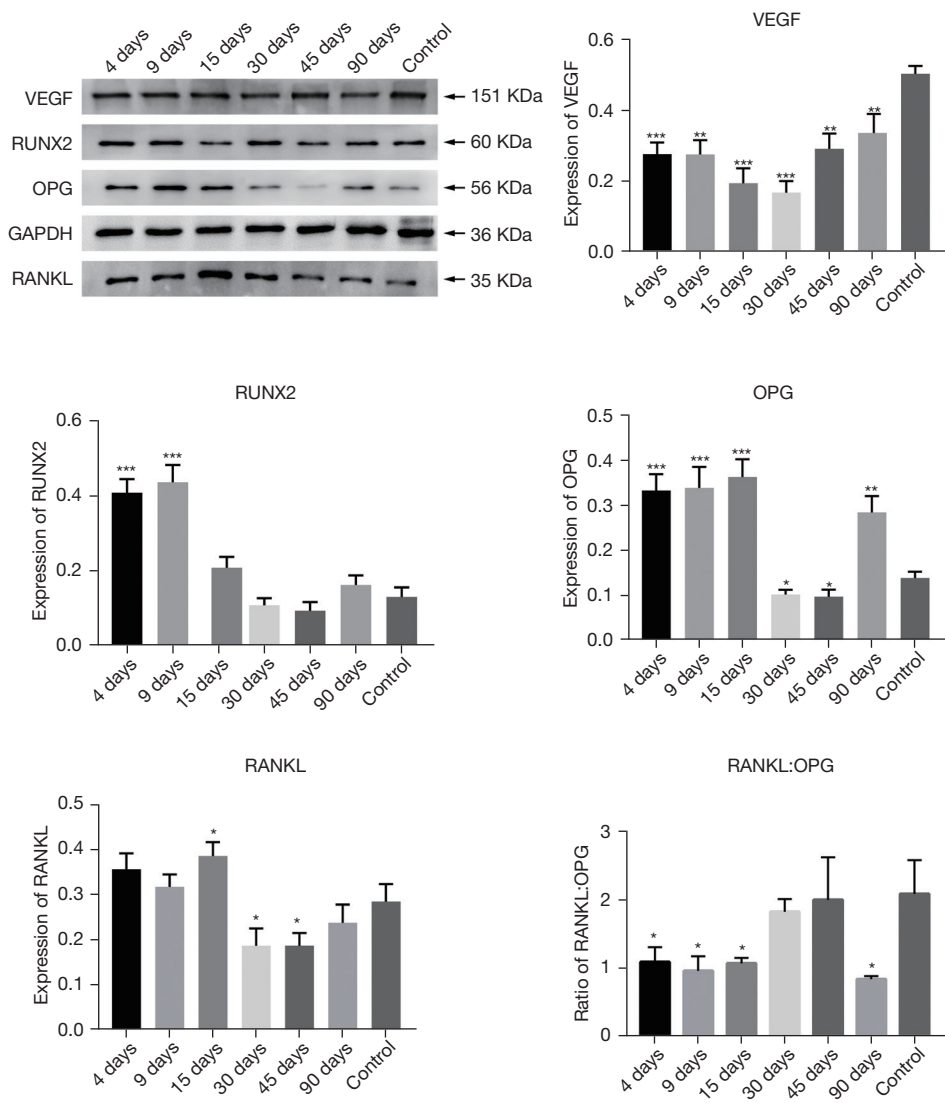 4 days 9 days 15 days 30 days 45 days 90 days Control
VEGF 151 KDa
RUNX2 60 KDa
OPG 56 KDa
GAPDH 36 KDa
RANKL 35 KDa
VEGF
Expression of VEGF
0.6
0.4
0.2
0.0
*** ** *** *** ** **
4 days 9 days 15 days 30 days 45 days 90 days Control
RUNX2
Expression of RUNX2
0.6
0.4
0.2
0.0
*** ***
4 days 9 days 15 days 30 days 45 days 90 days Control
OPG
Expression of OPG
0.5
0.4
0.3
0.2
0.1
0.0
*** *** *** * * **
4 days 9 days 15 days 30 days 45 days 90 days Control
RANKL
Expression of RANKL
0.5
0.4
0.3
0.2
0.1
0.0
* * *
4 days 9 days 15 days 30 days 45 days 90 days Control
RANKL:OPG
Ratio of RANKL:OPG
3
2
1
0
* * * *
4 days 9 days 15 days 30 days 45 days 90 days Control